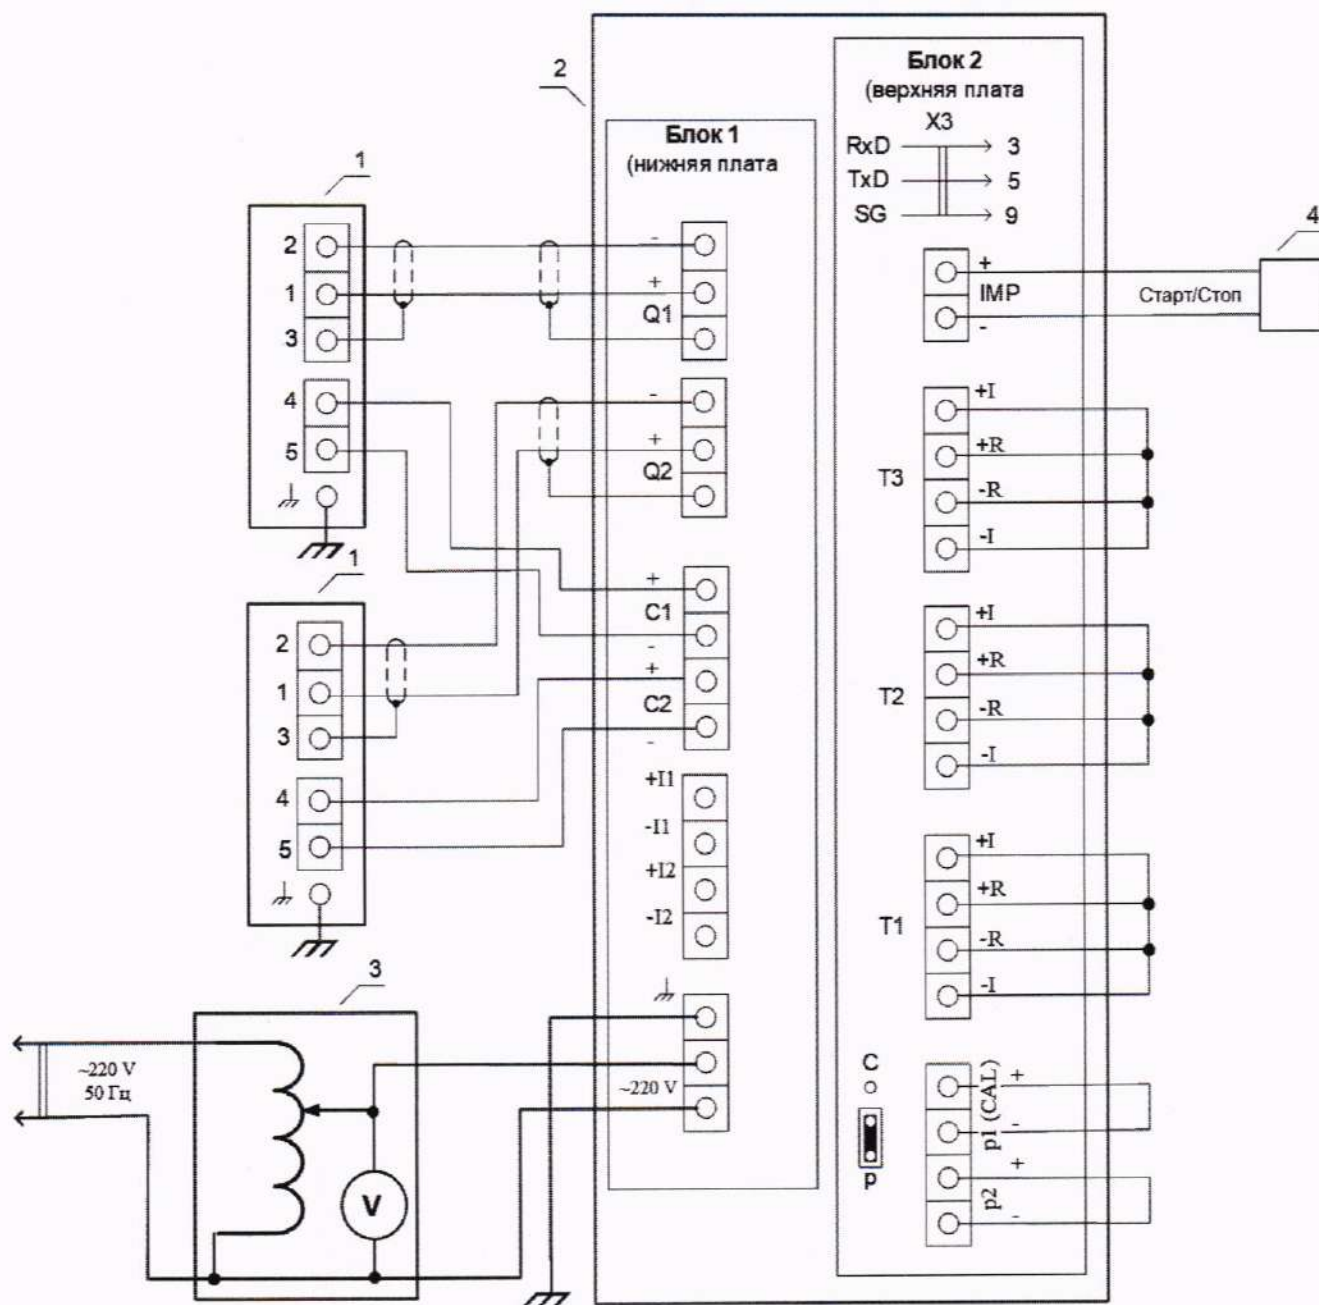 2
Блок 2
(верхняя плата
X3
RxD 3
TxD 5
SG 9
Блок 1
(нижняя плата
1
2
1
3
4
5
-
+
Q1
-
+
Q2
+
C1
-
+
C2
-
+I1
-I1
+I2
-I2
~220 V
1
2
1
3
4
5
3
~220 V
50 Гц
V
+
IMP
-
Старт/Стоп
4
T3
+I
+R
-R
-I
T2
+I
+R
-R
-I
T1
+I
+R
-R
-I
C
p
p1 (CAL)
+
-
p2
+
-